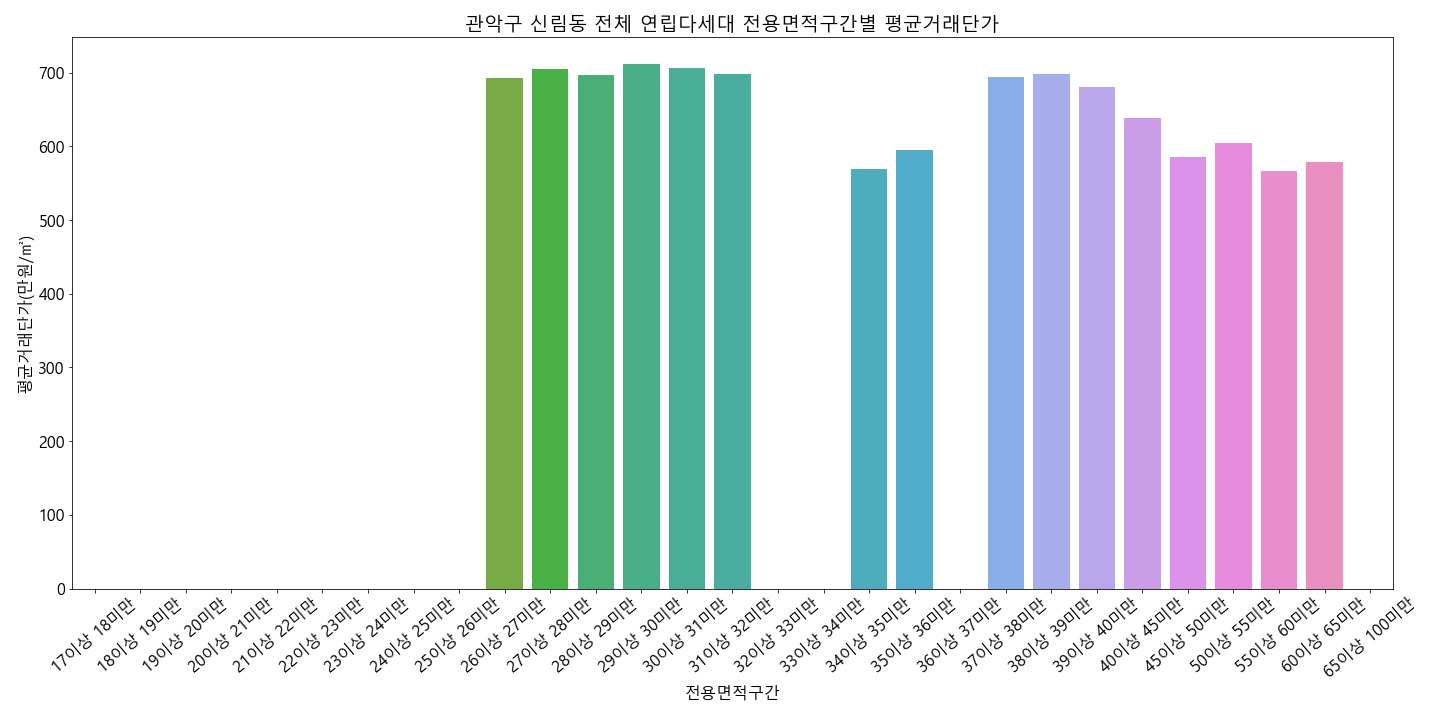 관악구 신림동 전체 연립다세대 전용면적구간별 평균거래단가
평균거래단가(만원/㎡)
700
600
500
400
300
200
100
0
17이상 18미만
18이상 19미만
19이상 20미만
20이상 21미만
21이상 22미만
22이상 23미만
23이상 24미만
24이상 25미만
25이상 26미만
26이상 27미만
27이상 28미만
28이상 29미만
29이상 30미만
30이상 31미만
31이상 32미만
32이상 33미만
33이상 34미만
34이상 35미만
35이상 36미만
36이상 37미만
37이상 38미만
38이상 39미만
39이상 40미만
40이상 45미만
45이상 50미만
50이상 55미만
55이상 60미만
60이상 65미만
65이상 100미만
전용면적구간